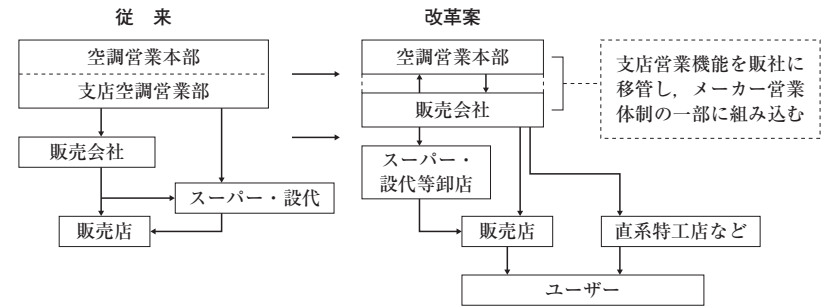 従 来
空調営業本部
支店空調営業部
販売会社
スーパー・設代
販売店
改革案
空調営業本部
販売会社
スーパー・
設代等卸店
販売店
直系特工店など
ユーザー
支店営業機能を販社に
移管し，メーカー営業
体制の一部に組み込む